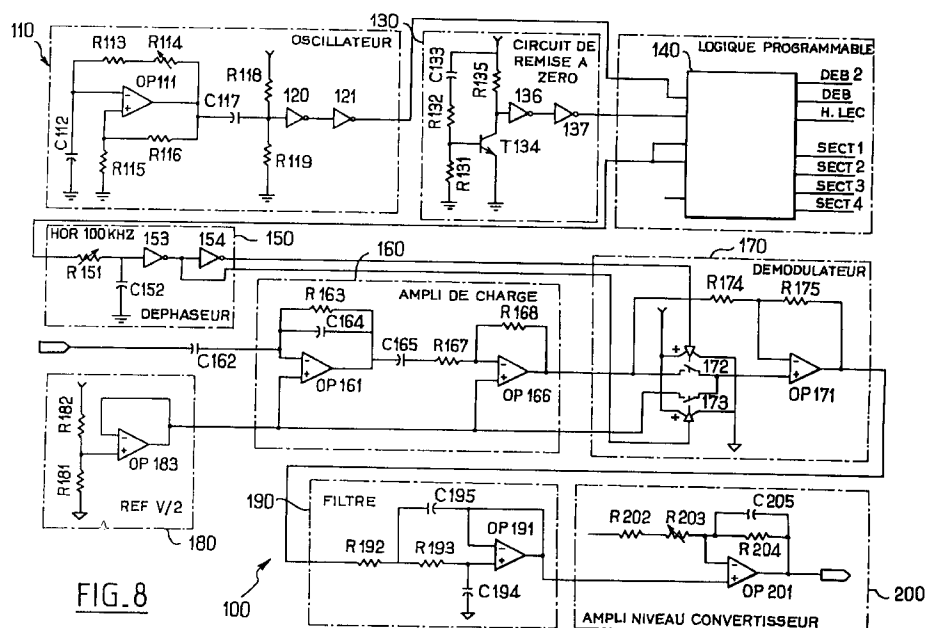 110
OSCILLATEUR
R113
R114
OP111
C112
R115
R116
C117
R118
R119
120
121
130
CIRCUIT DE
REMISE A
ZERO
C133
R132
R131
R135
T134
136
137
LOGIQUE PROGRAMMABLE
140
DEB 2
DEB
H. LEC
SECT 1
SECT 2
SECT 3
SECT 4
HOR 100KHZ
150
R151
153
154
C152
DEPHASEUR
160
AMPLI DE CHARGE
R163
C164
C162
OP161
C165
R167
R168
OP 166
170
DEMODULATEUR
R174
R175
+
172
173
+
OP171
R182
R181
OP 183
REF V/2
180
190
FILTRE
C195
OP191
R192
R193
C194
100
C205
R202
R203
R204
OP 201
200
AMPLI NIVEAU CONVERTISSEUR
FIG_8